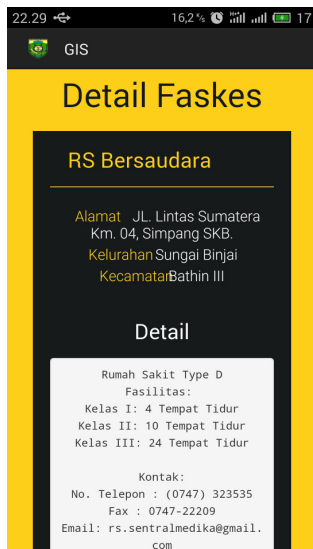 22.29 16,2 % H+ 17
GIS
Detail Faskes
RS Bersaudara
Alamat JL. Lintas Sumatera
Km. 04, Simpang SKB.
Kelurahan Sungai Binjai
Kecamatan Bathin III
Detail
Rumah Sakit Type D
Fasilitas:
Kelas I: 4 Tempat Tidur
Kelas II: 10 Tempat Tidur
Kelas III: 24 Tempat Tidur
Kontak:
No. Telepon : (0747) 323535
Fax : 0747-22209
Email: rs.sentralmedika@gmail.
com